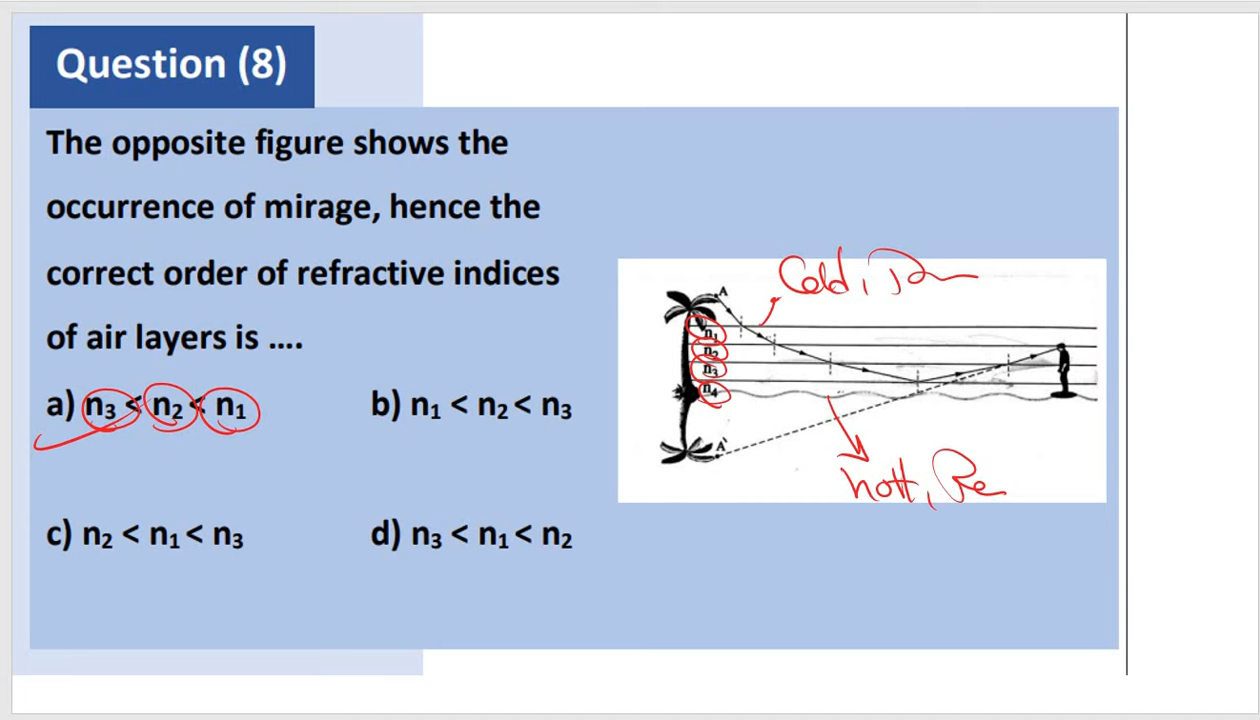 Question (8)
The opposite figure shows the
occurrence of mirage, hence the
correct order of refractive indices
of air layers is ....
a) n₃ < n₂ < n₁
b) n₁ < n₂ < n₃
c) n₂ < n₁ < n₃
d) n₃ < n₁ < n₂
Cold,
A
n₁
n₂
n₃
n₄
A`
hott, Re